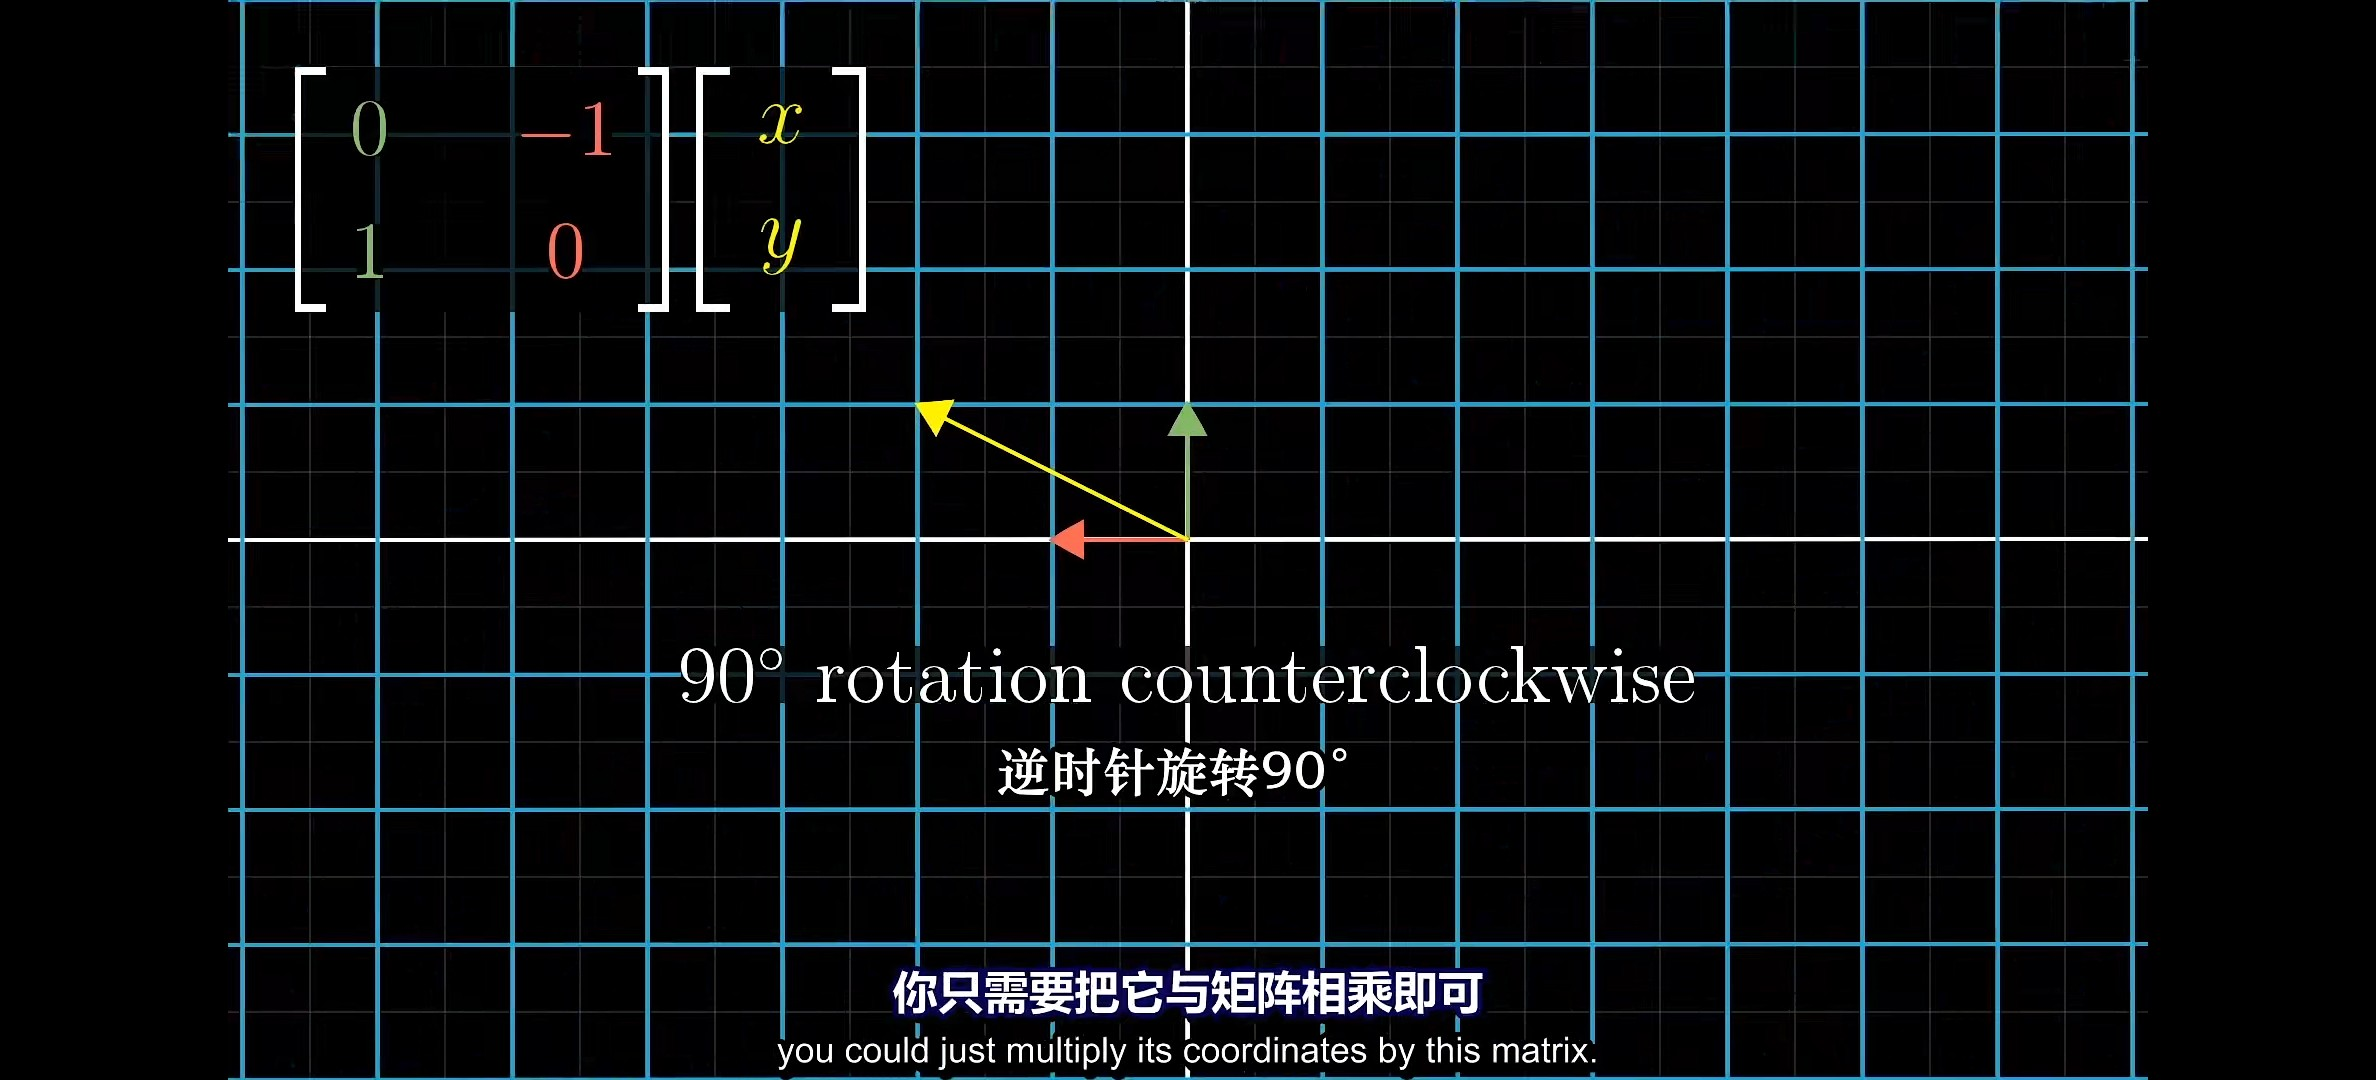 0 −1 x
1 0 y
90° rotation counterclockwise
逆时针旋转90°
你只需要把它与矩阵相乘即可
you could just multiply its coordinates by this matrix.